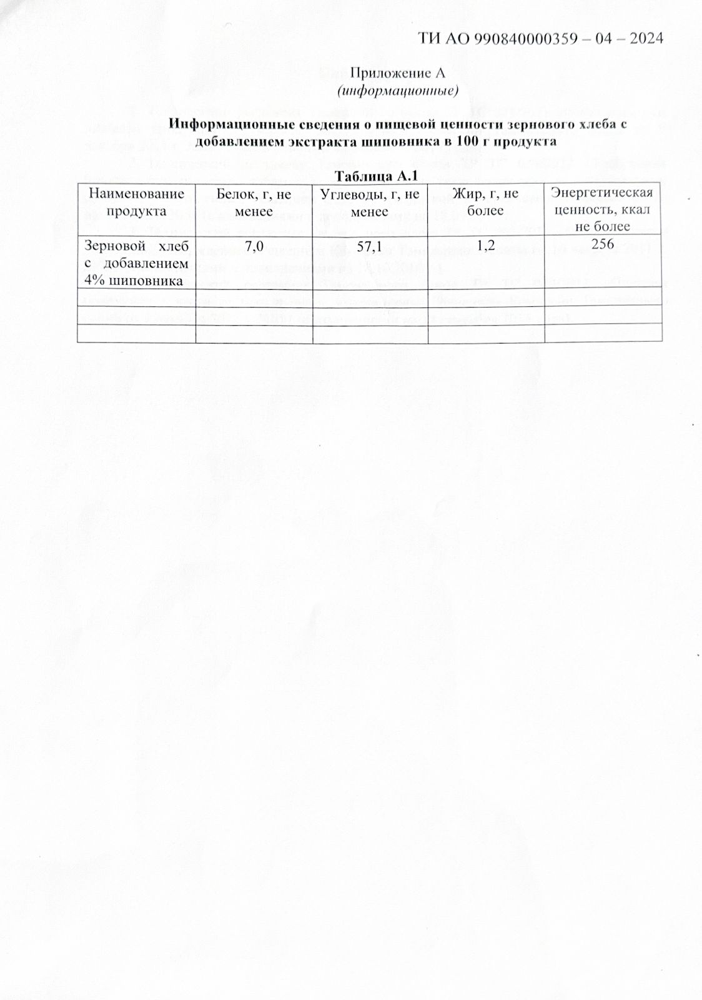 ТИ АО 990840000359 – 04 – 2024
Приложение А
(информационные)
Информационные сведения о пищевой ценности зернового хлеба с
добавлением экстракта шиповника в 100 г продукта
Таблица А.1
Наименование продукта
Белок, г, не менее
Углеводы, г, не менее
Жир, г, не более
Энергетическая ценность, ккал не более
Зерновой хлеб
с добавлением
4% шиповника
7,0
57,1
1,2
256